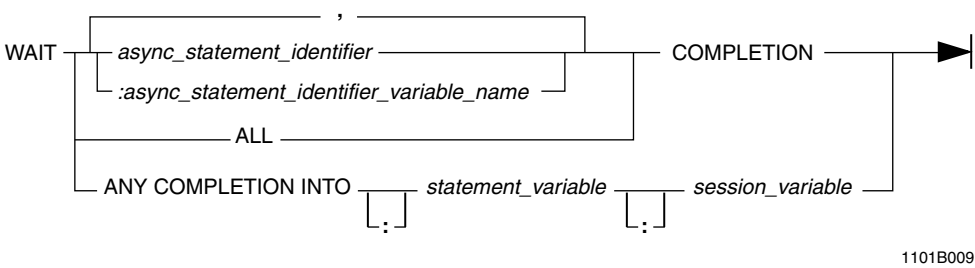 ,
WAIT async_statement_identifier COMPLETION
:async_statement_identifier_variable_name
ALL
ANY COMPLETION INTO statement_variable session_variable
: :
1101B009